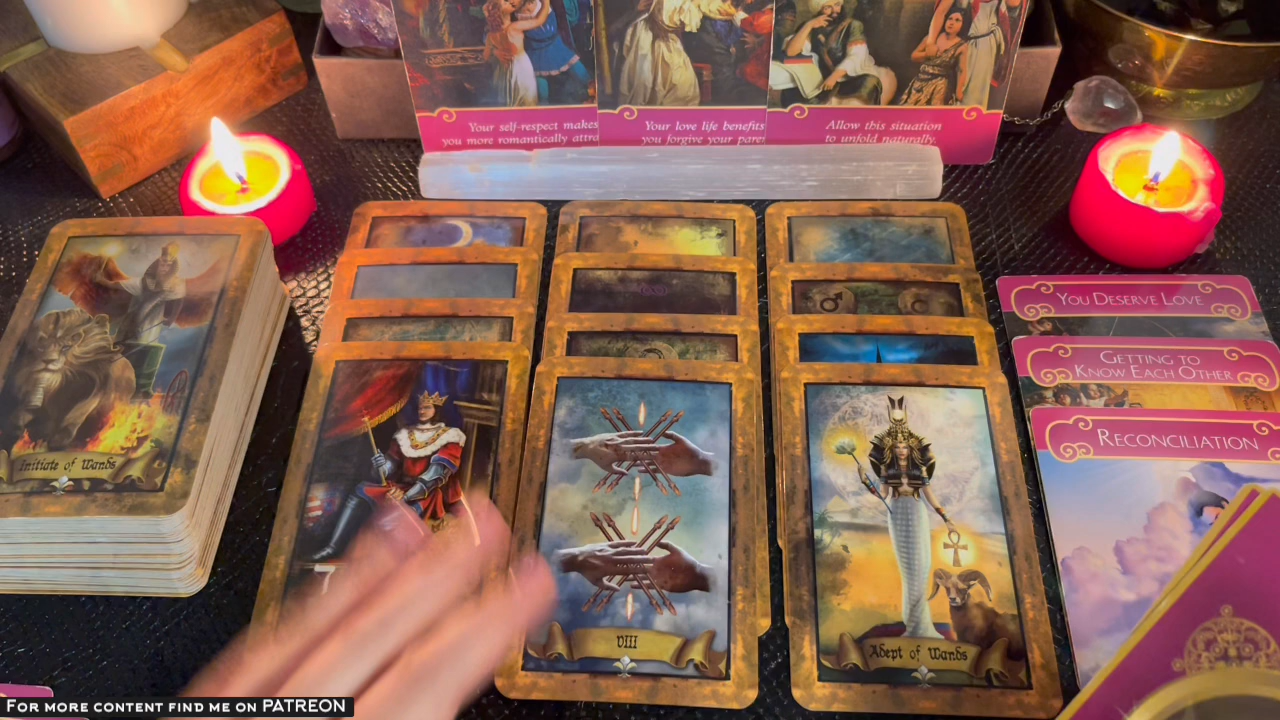 Your self-respect makes
you more romantically
Your love life benefits
you forgive your
Allow this situation
to unfold naturally.
YOU DESERVE LOVE
GETTING TO
KNOW EACH OTHER
RECONCILIATION
Initiate of Wands
VIII
Adept of Wands
FOR MORE CONTENT FIND ME ON PATREON